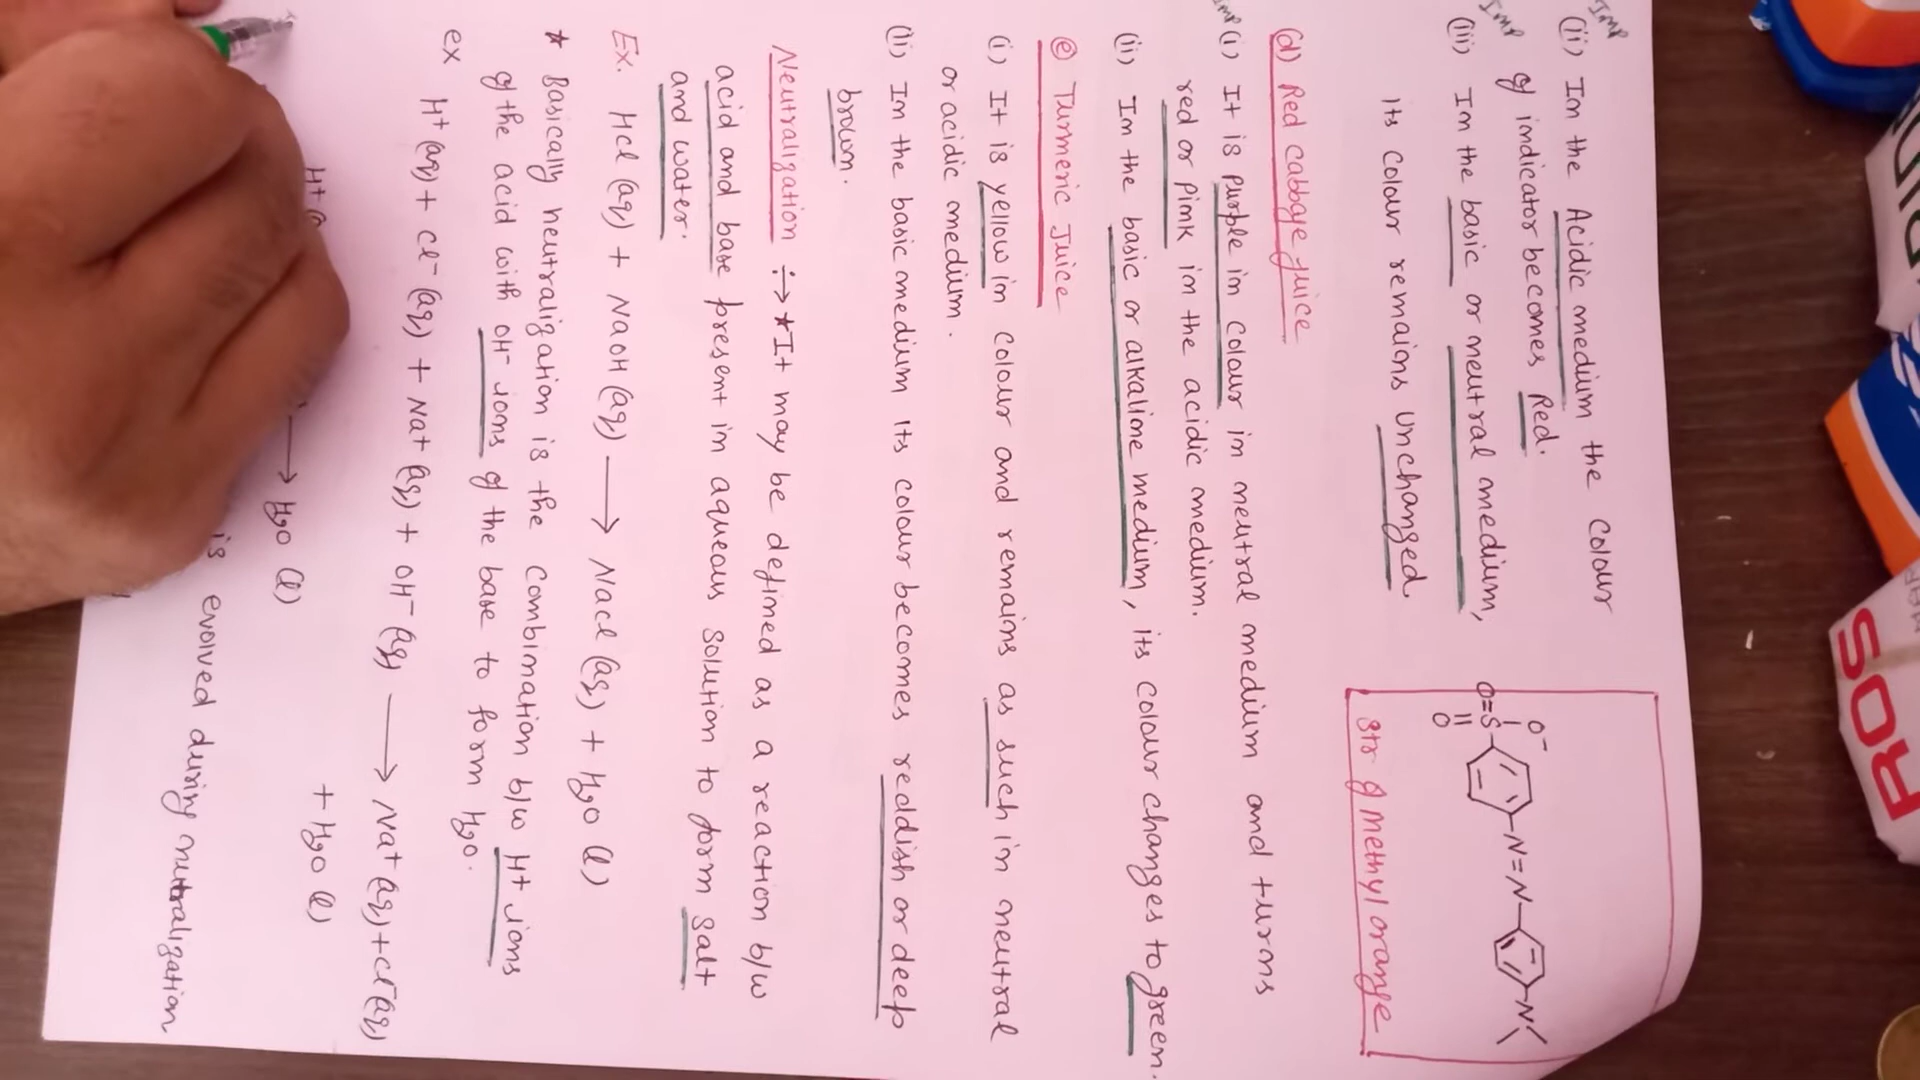 Imp
(ii) In the Acidic medium the colour
of indicator becomes Red.
Imp
(iii) In the basic or neutral medium,
its colour remains unchanged.
O⁻
O=S
O
N=N
N
str of methyl orange
(d) Red cabbage juice
Imp (i) It is purple in colour in neutral medium and turns
red or pink in the acidic medium.
(ii) In the basic or alkaline medium, its colour changes to green.
(e) Turmeric Juice
(i) It is yellow in colour and remains as such in neutral
or acidic medium.
(ii) In the basic medium its colour becomes reddish or deep
brown.
Neutralization ÷→ *It may be defined as a reaction b/w
acid and base present in aqueous solution to form salt
and water.
Ex. HCl (aq) + NaOH (aq) ⟶ NaCl (aq) + H₂O (l)
* Basically neutralization is the combination b/w H⁺ ions
of the acid with OH⁻ ions of the base to form H₂O.
ex H⁺ (aq) + Cl⁻ (aq) + Na⁺ (aq) + OH⁻ (aq) ⟶ Na⁺ (aq) + Cl⁻ (aq)
+ H₂O (l)
H⁺ ⟶ H₂O (l)
is evolved during neutralization
ROS